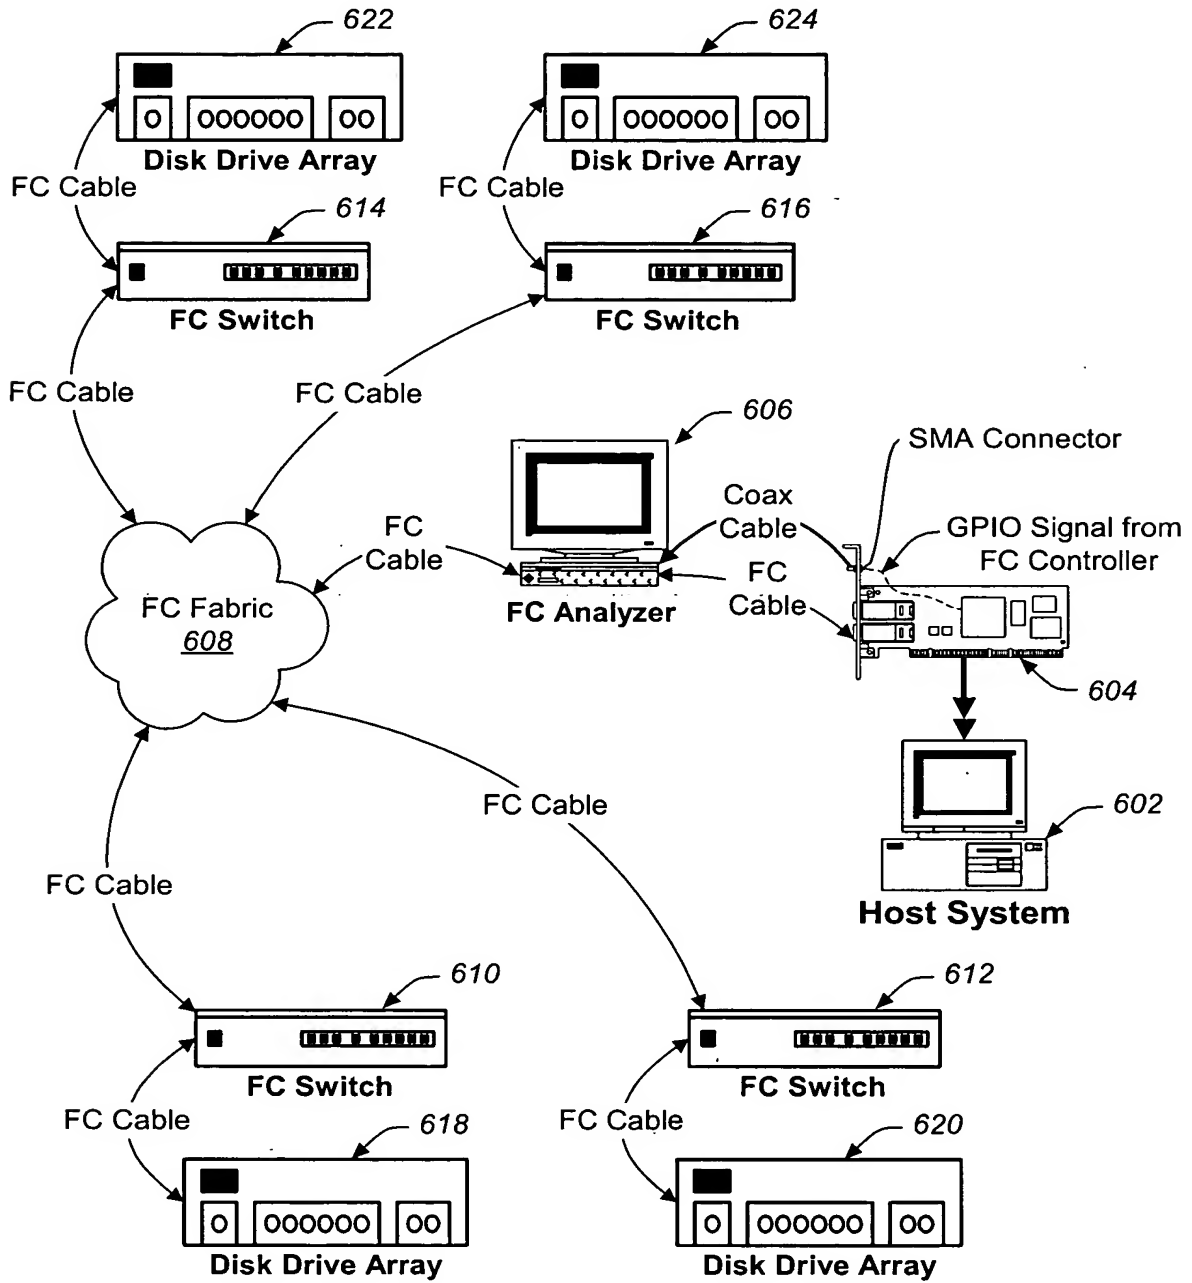 622
624
Disk Drive Array
Disk Drive Array
FC Cable
FC Cable
614
616
FC Switch
FC Switch
FC Cable
FC Cable
606
SMA Connector
Coax
Cable
GPIO Signal from
FC Controller
FC
Cable
FC
Cable
FC Fabric
608
FC Analyzer
604
602
FC Cable
FC Cable
Host System
610
612
FC Switch
FC Switch
FC Cable
FC Cable
618
620
Disk Drive Array
Disk Drive Array